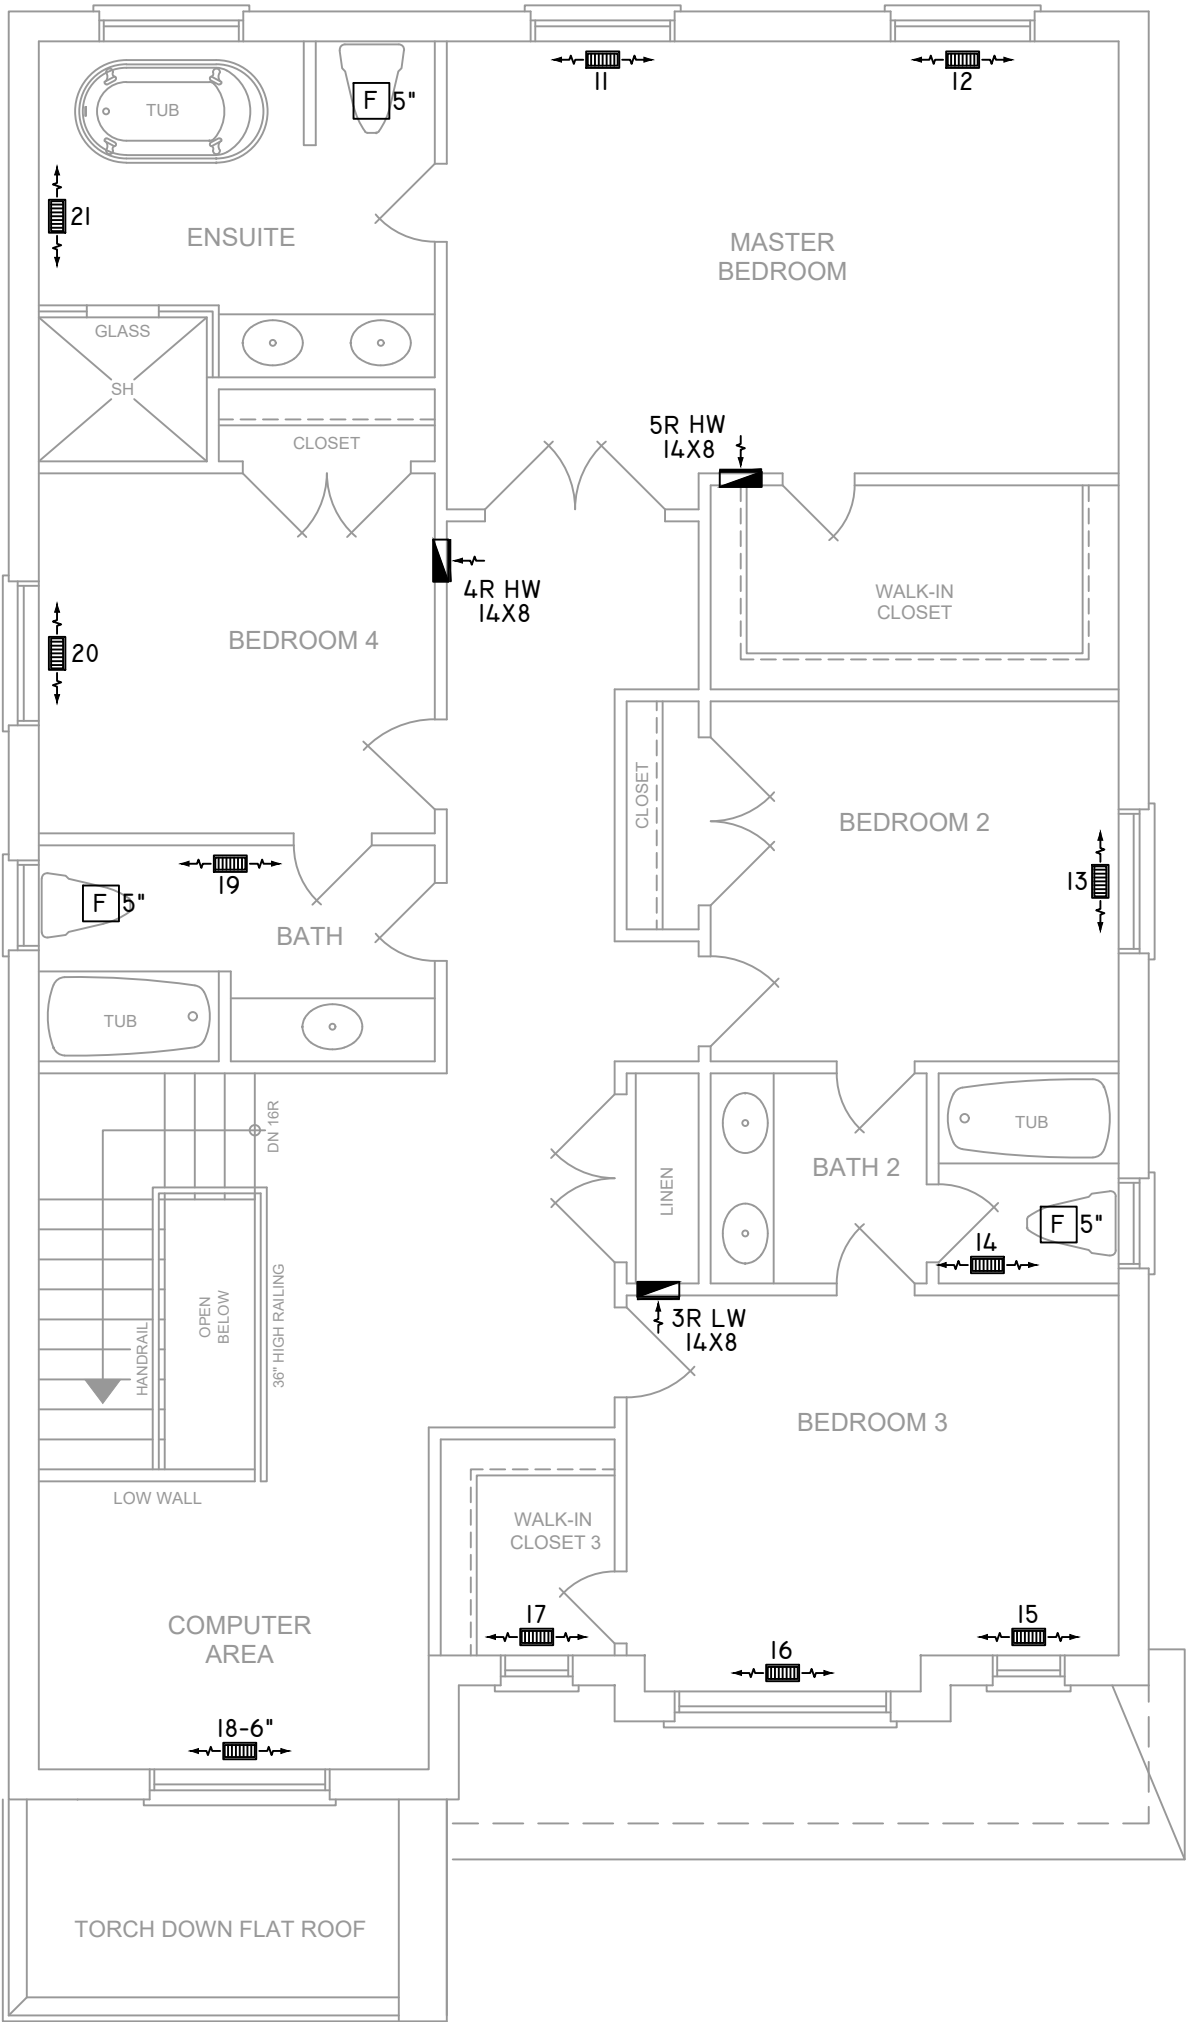 11
12
TUB
F 5"
21
ENSUITE
MASTER
BEDROOM
GLASS
SH
CLOSET
5R HW
14X8
4R HW
14X8
WALK-IN
CLOSET
BEDROOM 4
20
CLOSET
BEDROOM 2
13
19
F 5"
BATH
TUB
DN 16R
TUB
BATH 2
LINEN
F 5"
14
OPEN
BELOW
HANDRAIL
36" HIGH RAILING
3R LW
14X8
BEDROOM 3
LOW WALL
WALK-IN
CLOSET 3
COMPUTER
AREA
17
15
16
18-6"
TORCH DOWN FLAT ROOF